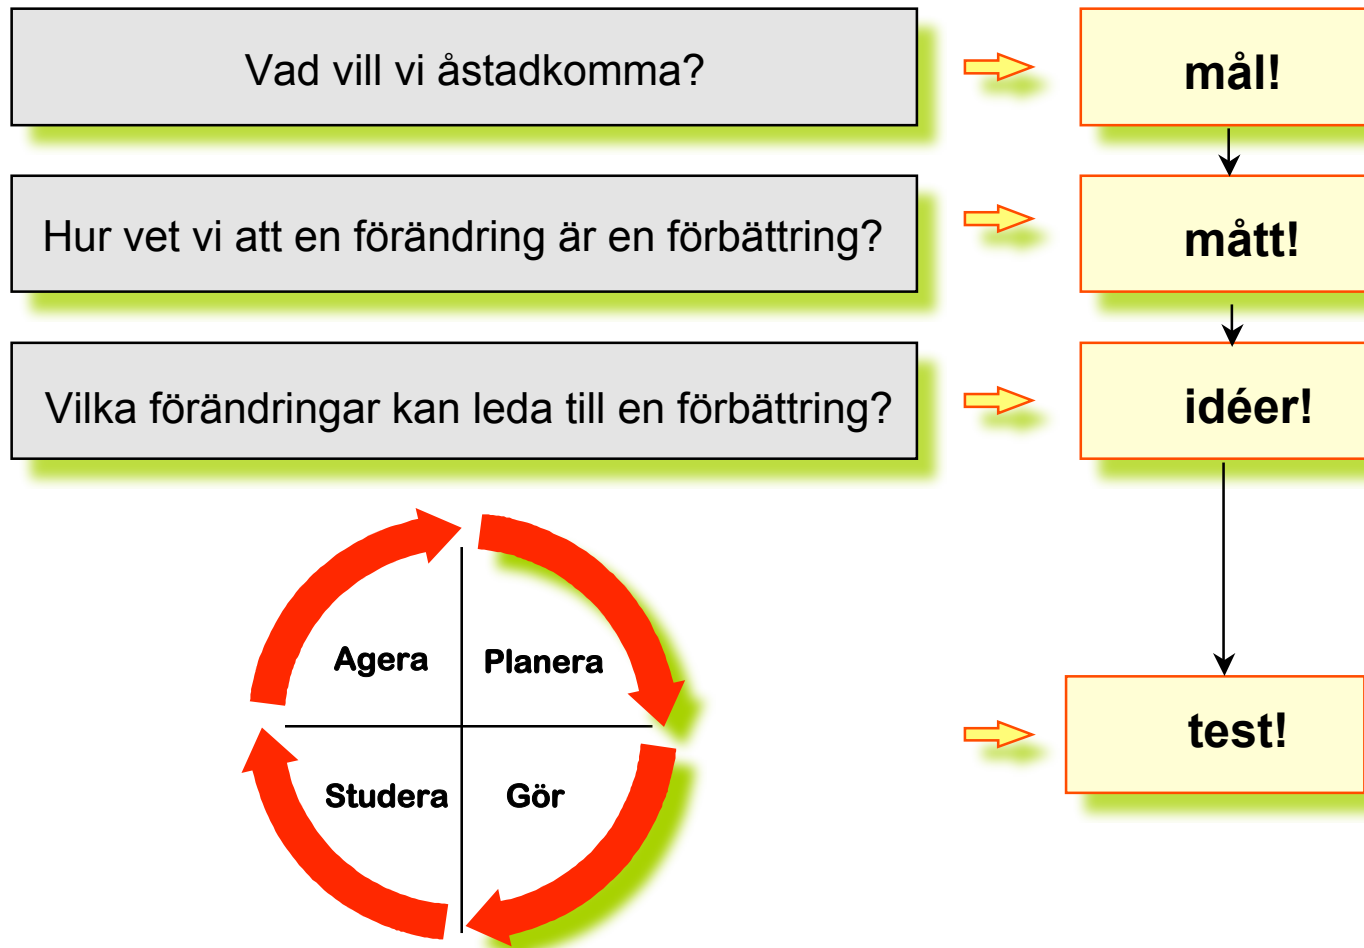 Vad vill vi åstadkomma?
mål!
Hur vet vi att en förändring är en förbättring?
mått!
Vilka förändringar kan leda till en förbättring?
idéer!
Agera
Planera
test!
Studera
Gör